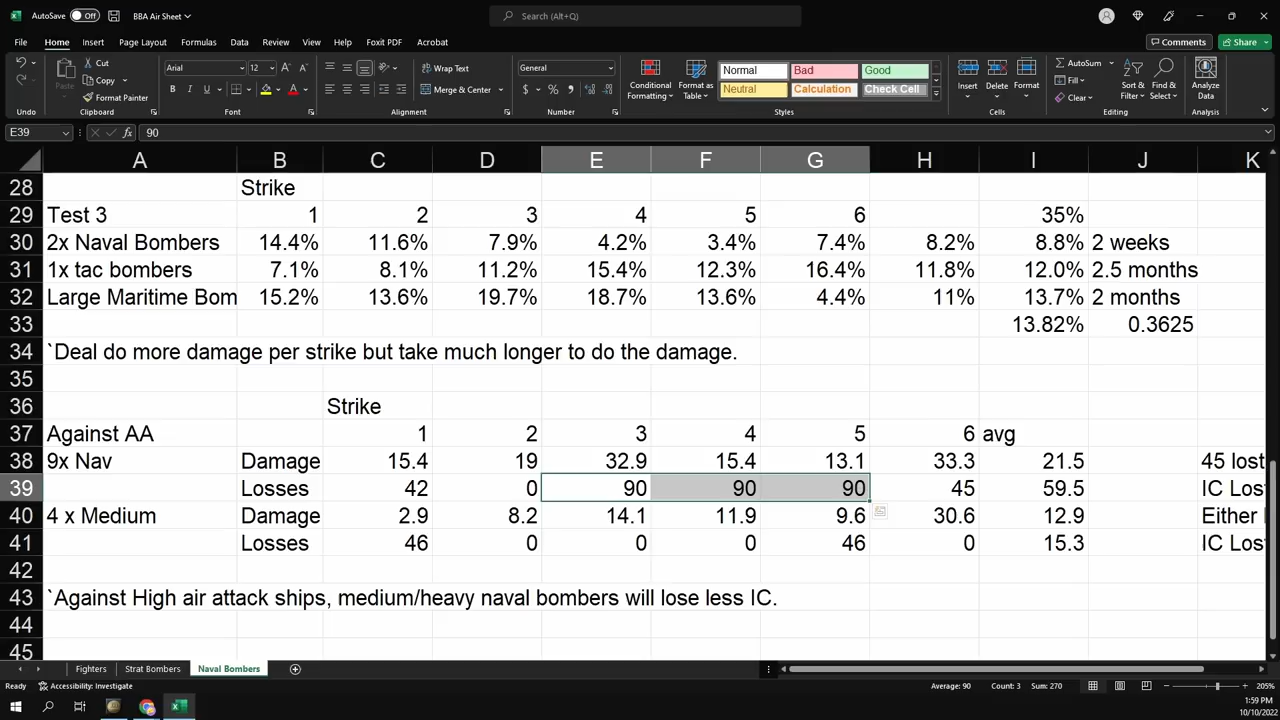 AutoSave Off BBA Air Sheet Search (Alt+Q)
File Home Insert Page Layout Formulas Data Review View Help Foxit PDF Acrobat Comments Share
Cut Arial 12 Wrap Text General Normal Bad Good AutoSum
Copy Fill
Paste Format Painter B I U Merge & Center $ % Conditional Formatting Format as Table Neutral Calculation Check Cell Insert Delete Format Clear Sort & Filter Find & Select Analyze Data
Undo Clipboard Font Alignment Number Styles Cells Editing Analysis
E39 fx 90
A B C D E F G H I J K
28 Strike
29 Test 3 1 2 3 4 5 6 35%
30 2x Naval Bombers 14.4% 11.6% 7.9% 4.2% 3.4% 7.4% 8.2% 8.8% 2 weeks
31 1x tac bombers 7.1% 8.1% 11.2% 15.4% 12.3% 16.4% 11.8% 12.0% 2.5 months
32 Large Maritime Bom 15.2% 13.6% 19.7% 18.7% 13.6% 4.4% 11% 13.7% 2 months
33 13.82% 0.3625
34 `Deal do more damage per strike but take much longer to do the damage.
35
36 Strike
37 Against AA 1 2 3 4 5 6 avg
38 9x Nav Damage 15.4 19 32.9 15.4 13.1 33.3 21.5 45 lost
39 Losses 42 0 90 90 90 45 59.5 IC Los
40 4 x Medium Damage 2.9 8.2 14.1 11.9 9.6 30.6 12.9 Either
41 Losses 46 0 0 0 46 0 15.3 IC Los
42
43 `Against High air attack ships, medium/heavy naval bombers will lose less IC.
44
45
Fighters Strat Bombers Naval Bombers
Ready Accessibility: Investigate Average: 90 Count: 3 Sum: 270 205%
1:59 PM
10/10/2022